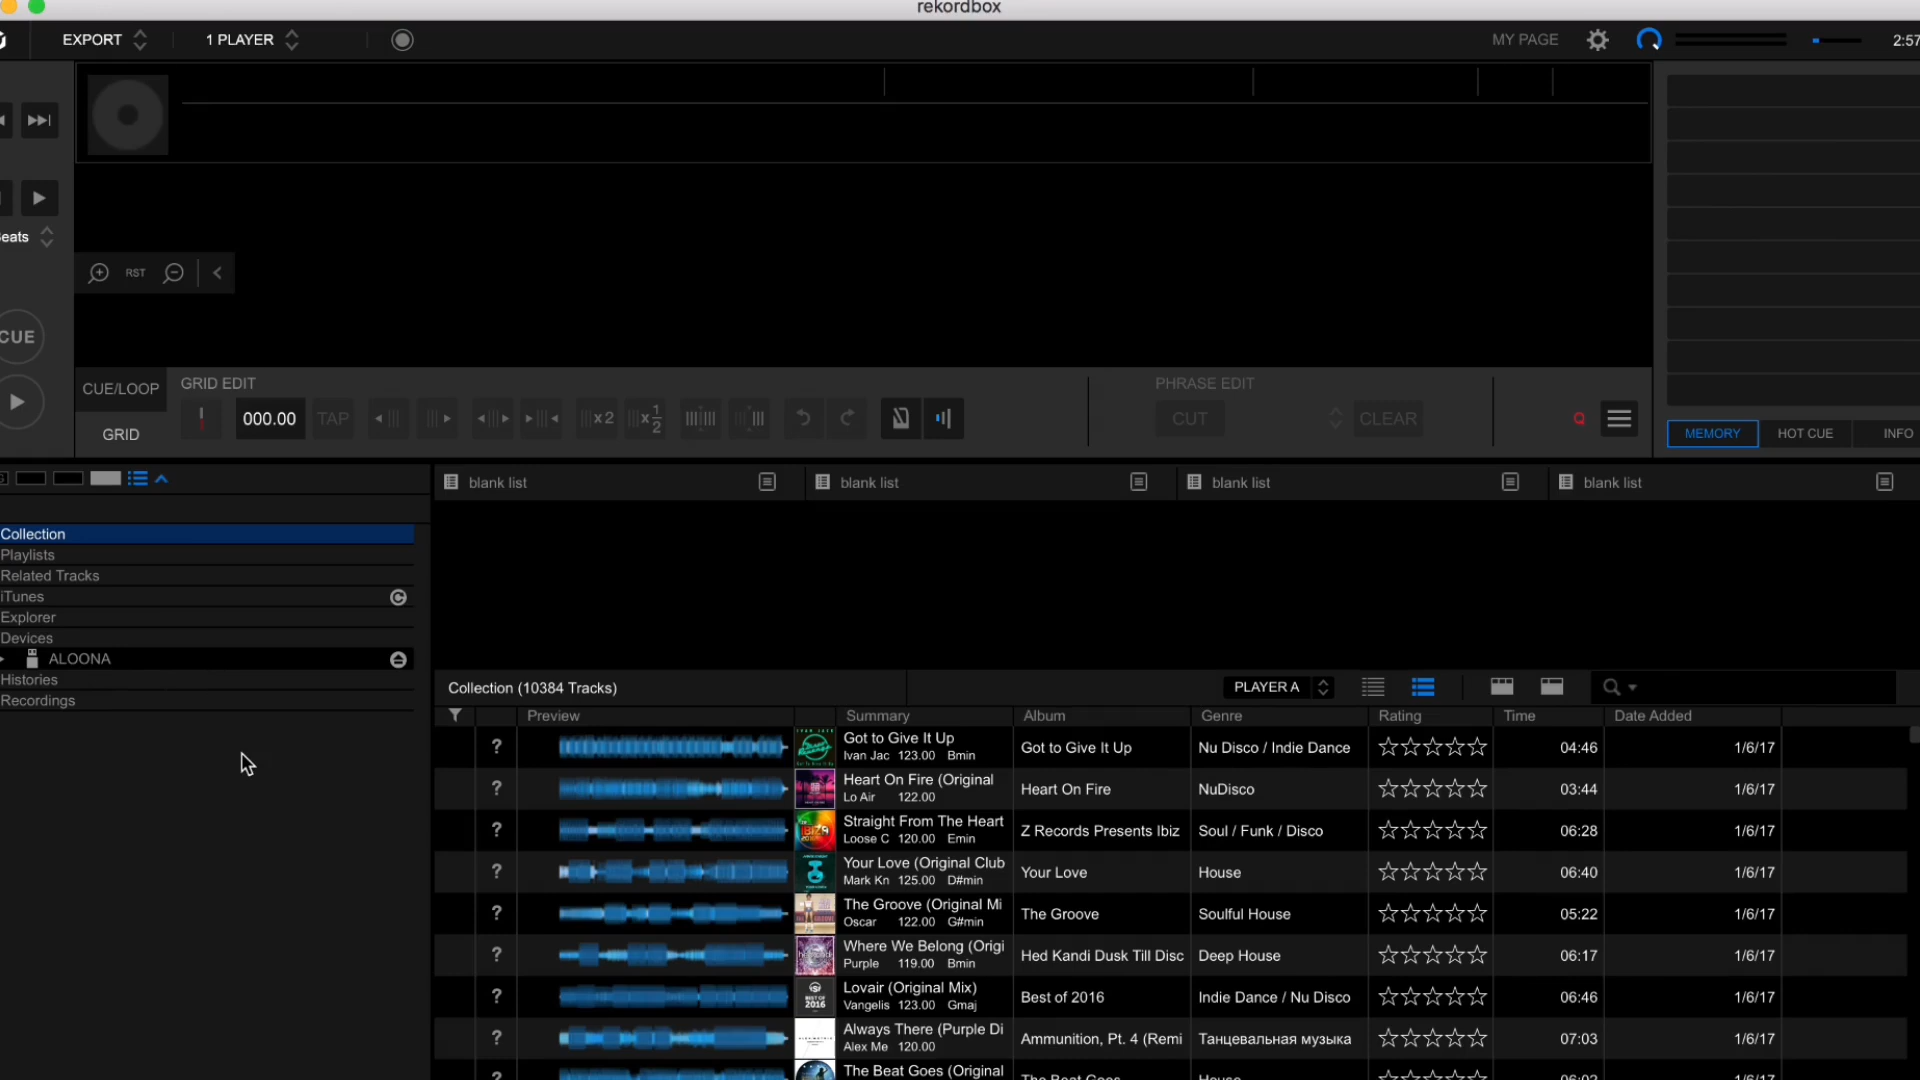 rekordbox
EXPORT 1 PLAYER MY PAGE 2:57
eats
RST
CUE
CUE/LOOP GRID EDIT PHRASE EDIT
000.00 TAP x2 x1/2 CUT CLEAR Q
GRID
MEMORY HOT CUE INFO
blank list blank list blank list blank list
Collection
Playlists
Related Tracks
iTunes
Explorer
Devices
ALOONA
Histories
Recordings
Collection (10384 Tracks) PLAYER A
Preview Summary Album Genre Rating Time Date Added
? Got to Give It Up
Ivan Jac 123.00 Bmin Got to Give It Up Nu Disco / Indie Dance 04:46 1/6/17
? Heart On Fire (Original
Lo Air 122.00 Heart On Fire NuDisco 03:44 1/6/17
? Straight From The Heart
Loose C 120.00 Emin Z Records Presents Ibiz Soul / Funk / Disco 06:28 1/6/17
? Your Love (Original Club
Mark Kn 125.00 D#min Your Love House 06:40 1/6/17
? The Groove (Original Mi
Oscar 122.00 G#min The Groove Soulful House 05:22 1/6/17
? Where We Belong (Origi
Purple 119.00 Bmin Hed Kandi Dusk Till Disc Deep House 06:17 1/6/17
? Lovair (Original Mix)
Vangelis 123.00 Gmaj Best of 2016 Indie Dance / Nu Disco 06:46 1/6/17
? Always There (Purple Di
Alex Me 120.00 Ammunition, Pt. 4 (Remi Танцевальная музыка 07:03 1/6/17
? The Beat Goes (Original
The Beat Goes House 06:02 1/6/17